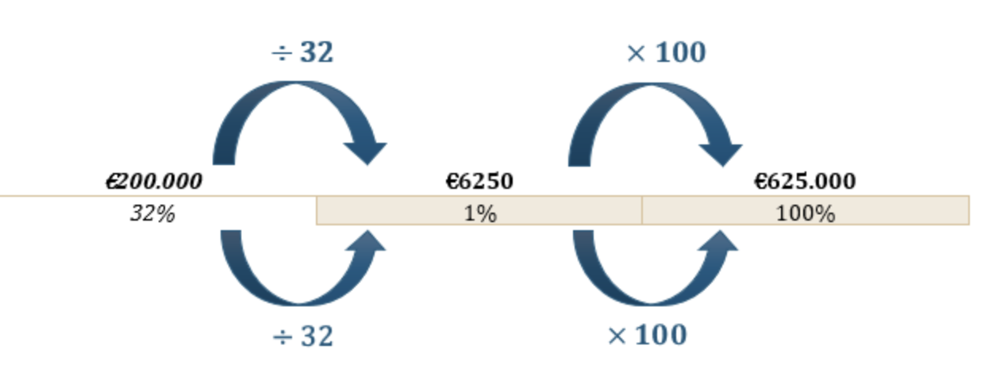 ÷ 32 × 100
€200.000 €6250 €625.000
32% 1% 100%
÷ 32 × 100